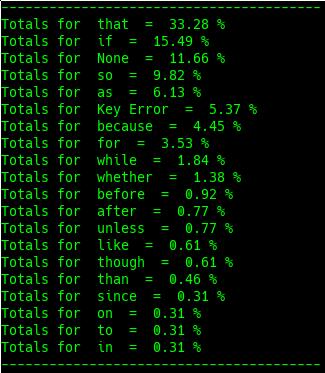 ----------------------------------------
Totals for  that  =  33.28 %
Totals for  if  =  15.49 %
Totals for  None  =  11.66 %
Totals for  so  =  9.82 %
Totals for  as  =  6.13 %
Totals for  Key Error  =  5.37 %
Totals for  because  =  4.45 %
Totals for  for  =  3.53 %
Totals for  while  =  1.84 %
Totals for  whether  =  1.38 %
Totals for  before  =  0.92 %
Totals for  after  =  0.77 %
Totals for  unless  =  0.77 %
Totals for  like  =  0.61 %
Totals for  though  =  0.61 %
Totals for  than  =  0.46 %
Totals for  since  =  0.31 %
Totals for  on  =  0.31 %
Totals for  to  =  0.31 %
Totals for  in  =  0.31 %
----------------------------------------